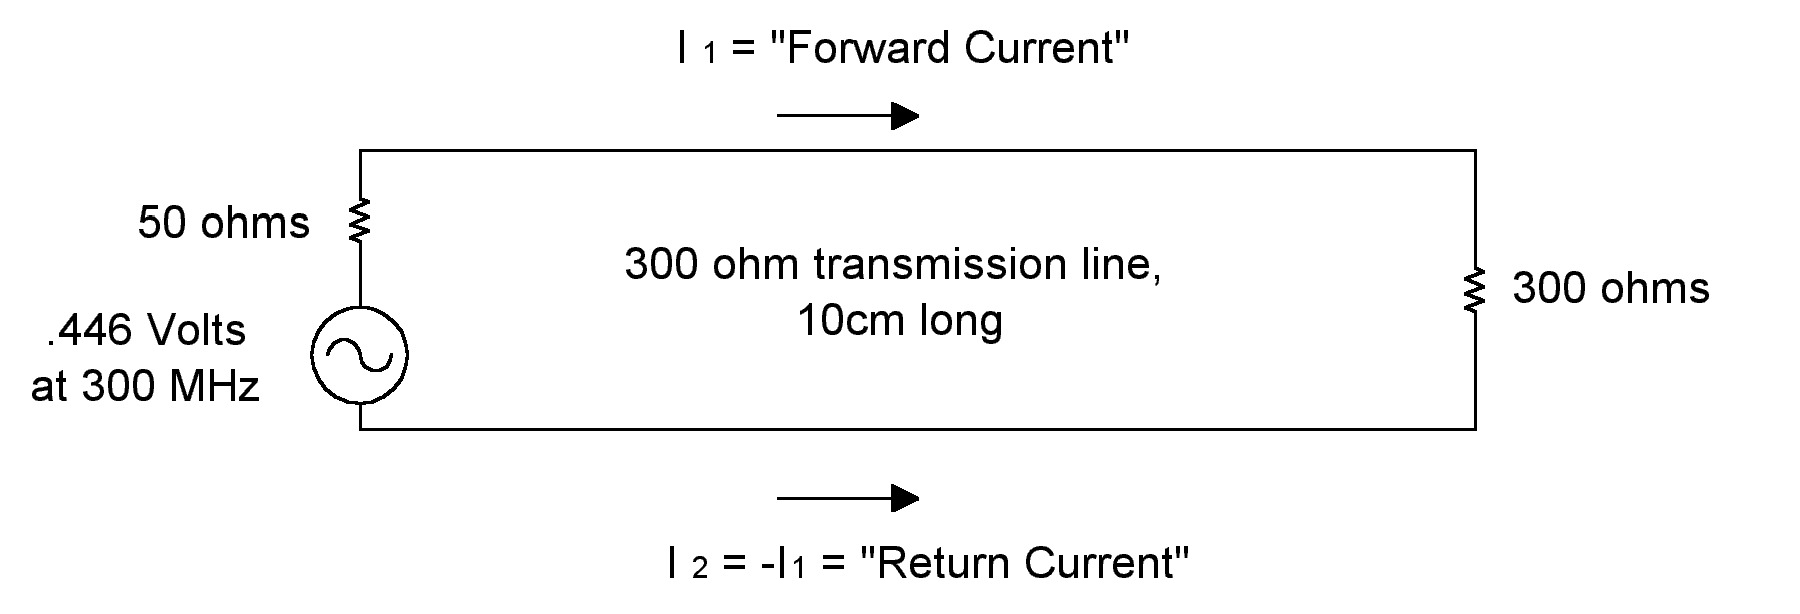 I 1 = "Forward Current"
50 ohms
.446 Volts
at 300 MHz
300 ohm transmission line,
10cm long
300 ohms
I 2 = -I1 = "Return Current"